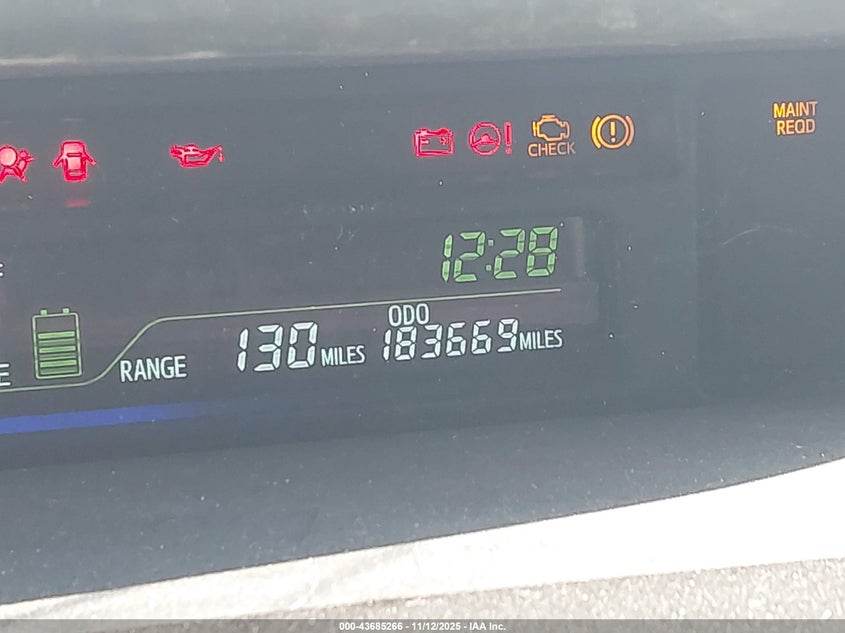 MAINT
REQD
CHECK
12:28
ODO
RANGE 130 MILES 183669 MILES
000-43685266 - 11/12/2025 - IAA Inc.